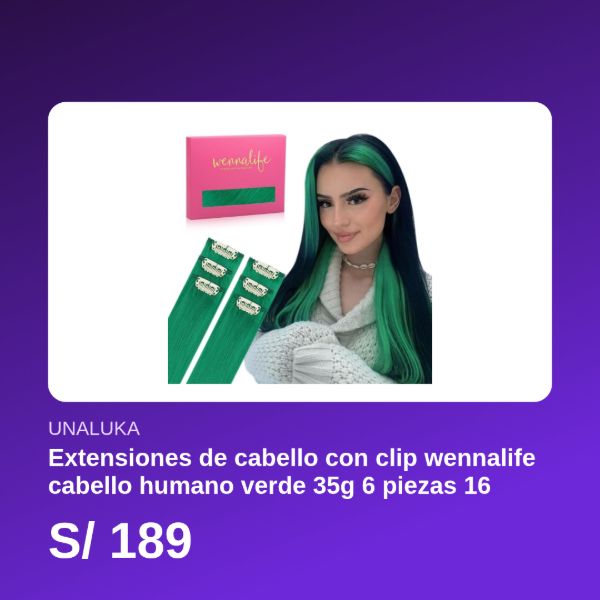 wennalife
UNALUKA
Extensiones de cabello con clip wennalife
cabello humano verde 35g 6 piezas 16
S/ 189